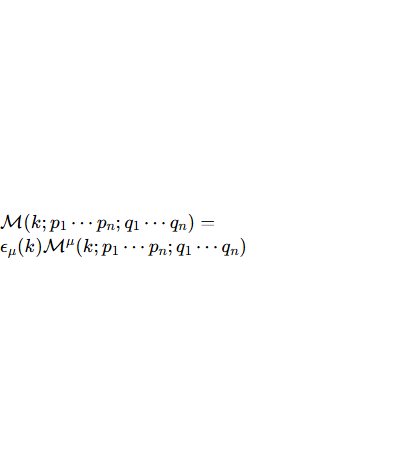 ℳ(k; p₁ ⋯ pₙ; q₁ ⋯ qₙ) =
ϵ_μ(k)ℳ^μ(k; p₁ ⋯ pₙ; q₁ ⋯ qₙ)